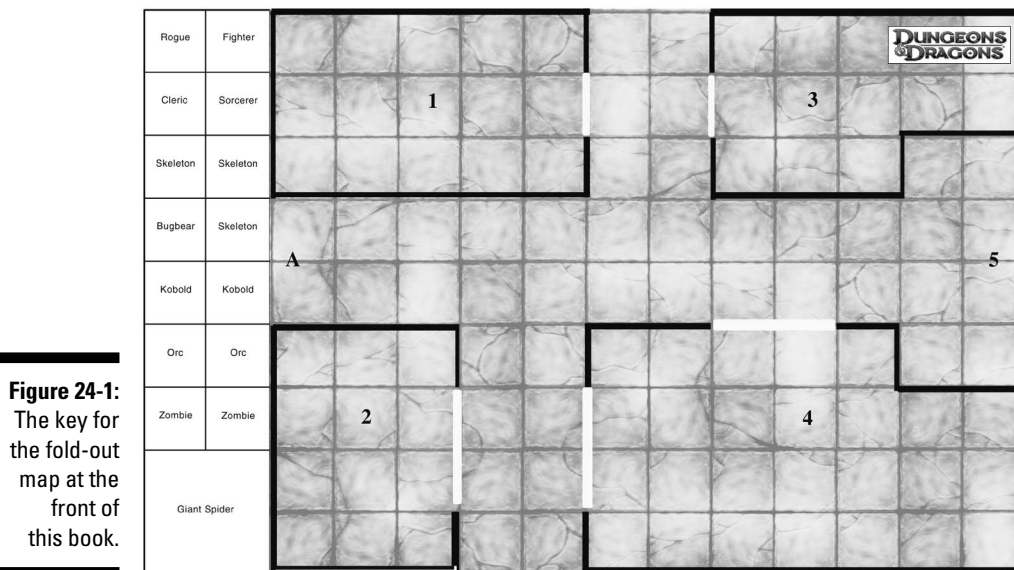 Rogue Fighter
DUNGEONS
& DRAGONS
Cleric Sorcerer
1
3
Skeleton Skeleton
Bugbear Skeleton
A
5
Kobold Kobold
Orc Orc
Figure 24-1:
The key for
the fold-out
map at the
front of
this book.
Zombie Zombie
2
4
Giant Spider